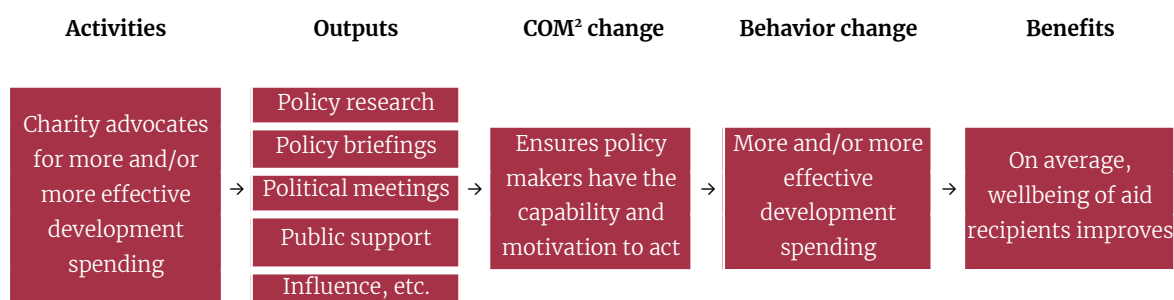 Activities
Outputs
COM² change
Behavior change
Benefits
Charity advocates
for more and/or
more effective
development
spending
→
Policy research
Policy briefings
Political meetings
Public support
Influence, etc.
→
Ensures policy
makers have the
capability and
motivation to act
→
More and/or more
effective
development
spending
→
On average,
wellbeing of aid
recipients improves